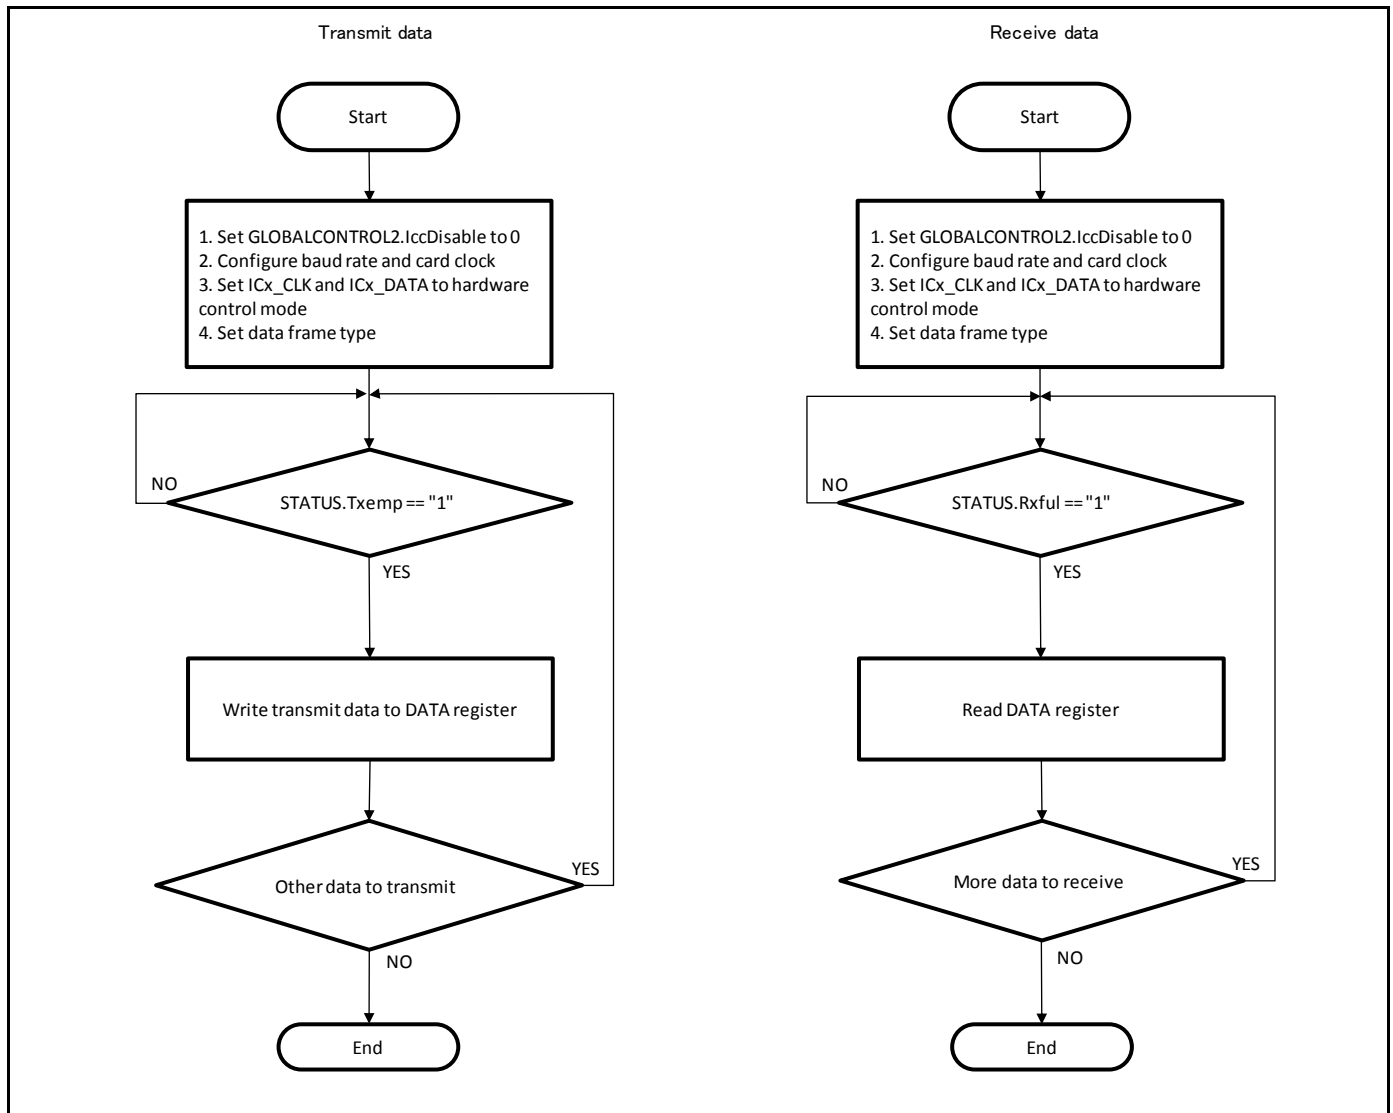 Transmit data
Start
1. Set GLOBALCONTROL2.IccDisable to 0
2. Configure baud rate and card clock
3. Set ICx_CLK and ICx_DATA to hardware
control mode
4. Set data frame type
NO
STATUS.Txemp == "1"
YES
Write transmit data to DATA register
YES
Other data to transmit
NO
End
Receive data
Start
1. Set GLOBALCONTROL2.IccDisable to 0
2. Configure baud rate and card clock
3. Set ICx_CLK and ICx_DATA to hardware
control mode
4. Set data frame type
NO
STATUS.Rxful == "1"
YES
Read DATA register
YES
More data to receive
NO
End